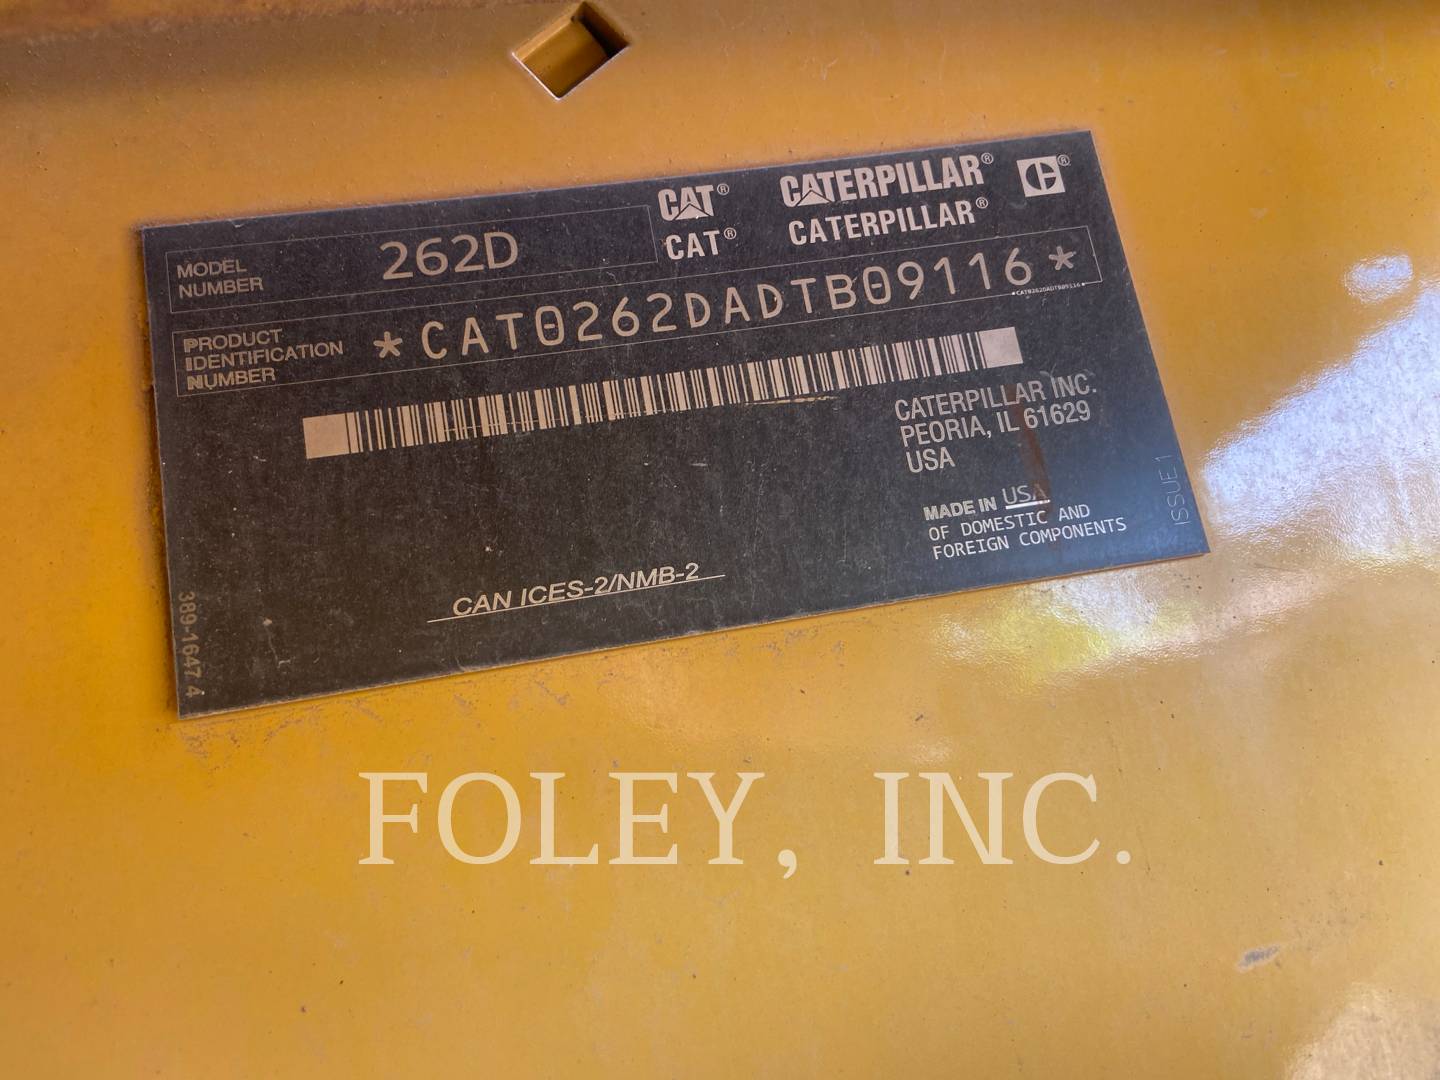 CAT® CATERPILLAR® ®
CAT® CATERPILLAR®
MODEL
NUMBER
262D
PRODUCT
IDENTIFICATION
NUMBER
*CAT0262DADTB09116*
*CAT0262DADTB09116*
CATERPILLAR INC.
PEORIA, IL 61629
USA
MADE IN USA
OF DOMESTIC AND
FOREIGN COMPONENTS
ISSUE 1
CAN ICES-2/NMB-2
389-1647 4
FOLEY, INC.